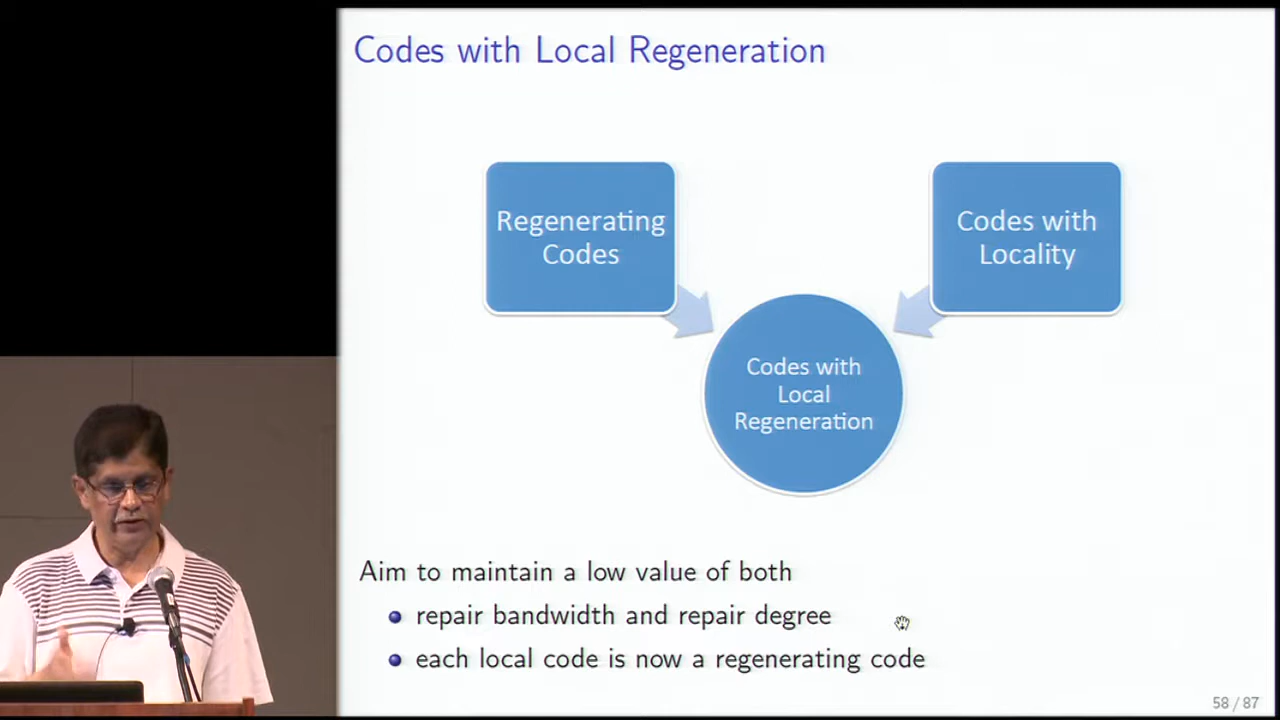 Codes with Local Regeneration
Regenerating
Codes
Codes with
Locality
Codes with
Local
Regeneration
Aim to maintain a low value of both
repair bandwidth and repair degree
each local code is now a regenerating code
58 / 87